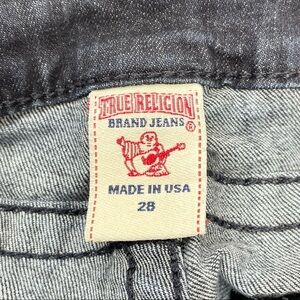 TRUE RELIGION
BRAND JEANS®
MADE IN USA
28